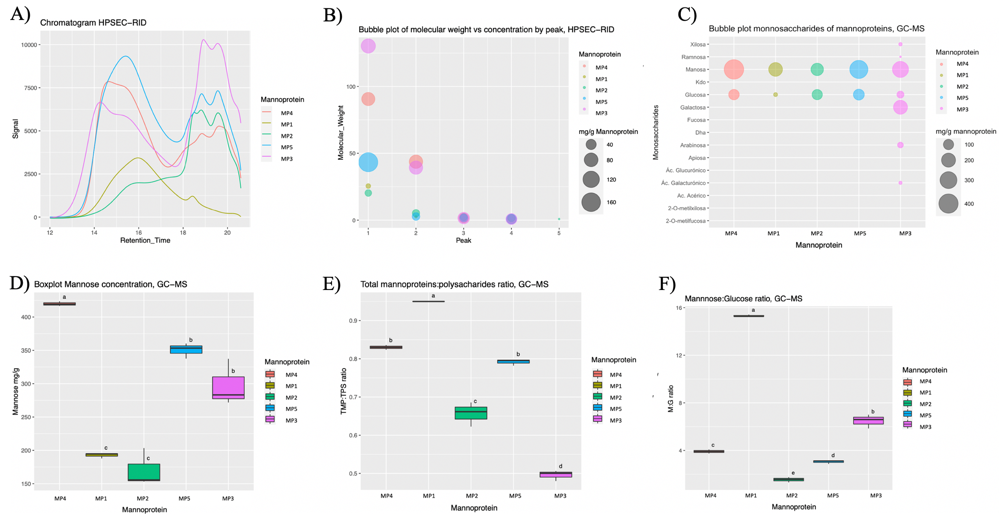 A)
Chromatogram HPSEC-RID
Signal
10000
7500
5000
2500
0
12
14
16
18
20
Retention_Time
Mannoprotein
MP4
MP1
MP2
MP5
MP3
B)
Bubble plot of molecular weight vs concentration by peak, HPSEC-RID
Molecular_Weight
100
50
0
1
2
3
4
5
Peak
Mannoprotein
MP4
MP1
MP2
MP5
MP3
mg/g Mannoprotein
40
80
120
160
C)
Bubble plot monnosaccharides of mannoproteins, GC-MS
Monosaccharides
Xilosa
Ramnosa
Manosa
Kdo
Glucosa
Galactosa
Fucosa
Dha
Arabinosa
Apiosa
Ác. Glucurónico
Ác. Galacturónico
Ác. Acérico
2-O-metilxilosa
2-O-metilfucosa
MP4
MP1
MP2
MP5
MP3
Mannoprotein
Mannoprotein
MP4
MP1
MP2
MP5
MP3
mg/g mannoprotein
100
200
300
400
D)
Boxplot Mannose concentration, GC-MS
Mannose mg/g
400
350
300
250
200
150
a
c
c
b
b
MP4
MP1
MP2
MP5
MP3
Mannoprotein
Mannoprotein
MP4
MP1
MP2
MP5
MP3
E)
Total mannoproteins:polysacharides ratio, GC-MS
TMP:TPS ratio
0.9
0.8
0.7
0.6
0.5
b
a
c
b
d
MP4
MP1
MP2
MP5
MP3
Mannoprotein
Mannoprotein
MP4
MP1
MP2
MP5
MP3
F)
Mannnose:Glucose ratio, GC-MS
M:G ratio
16
12
8
4
c
a
e
d
b
MP4
MP1
MP2
MP5
MP3
Mannoprotein
Mannoprotein
MP4
MP1
MP2
MP5
MP3